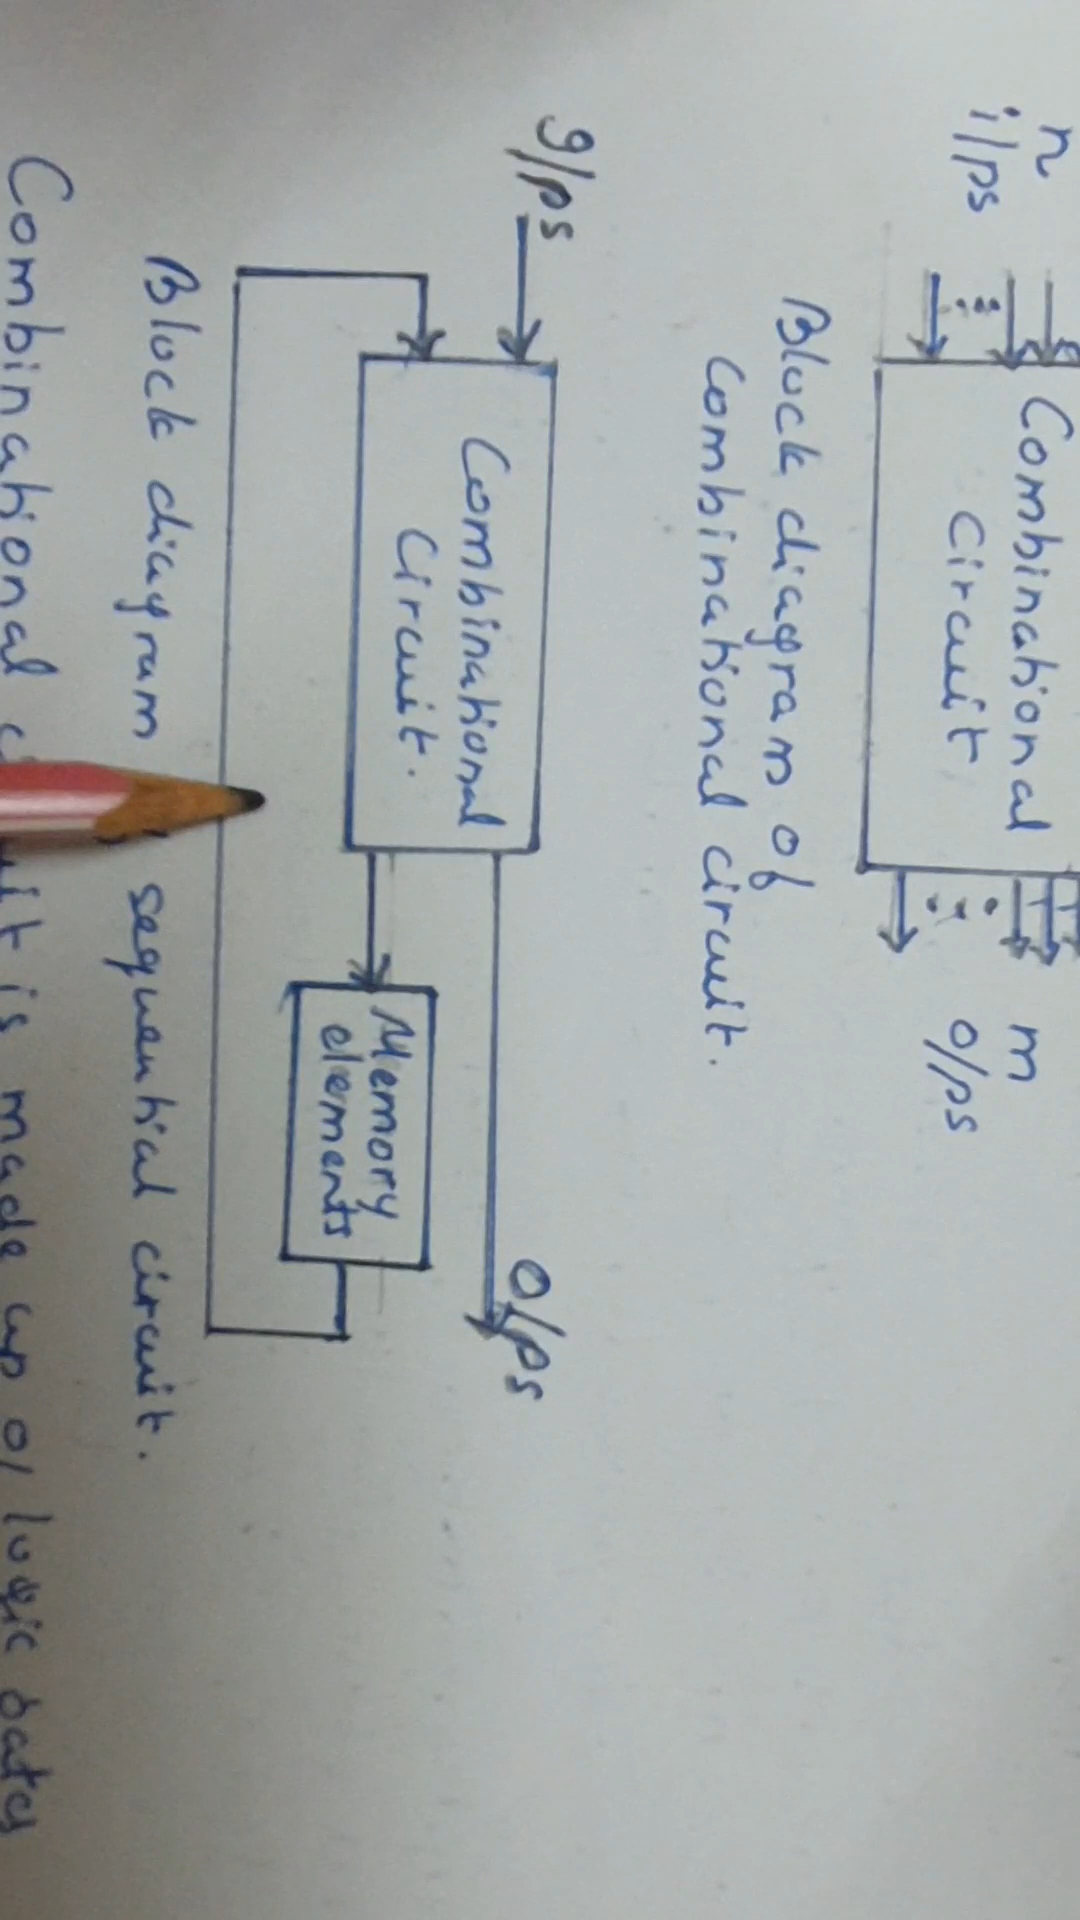 n
i/ps
Combinational
Circuit
m
o/ps
Block diagram of
Combinational circuit.
I/ps
Combinational
Circuit.
O/ps
Memory
elements
Block diagram sequential circuit.
Combinational is made up of logic